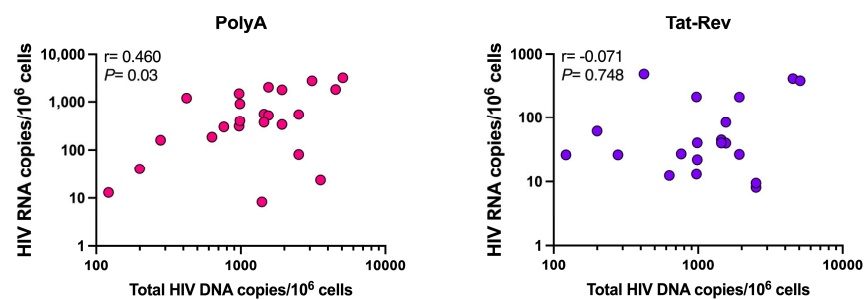 PolyA
r= 0.460
P= 0.03
10,000
1,000
100
10
1
HIV RNA copies/10⁶ cells
100
1000
10000
Total HIV DNA copies/10⁶ cells
Tat-Rev
r= -0.071
P= 0.748
1000
100
10
1
HIV RNA copies/10⁶ cells
100
1000
10000
Total HIV DNA copies/10⁶ cells